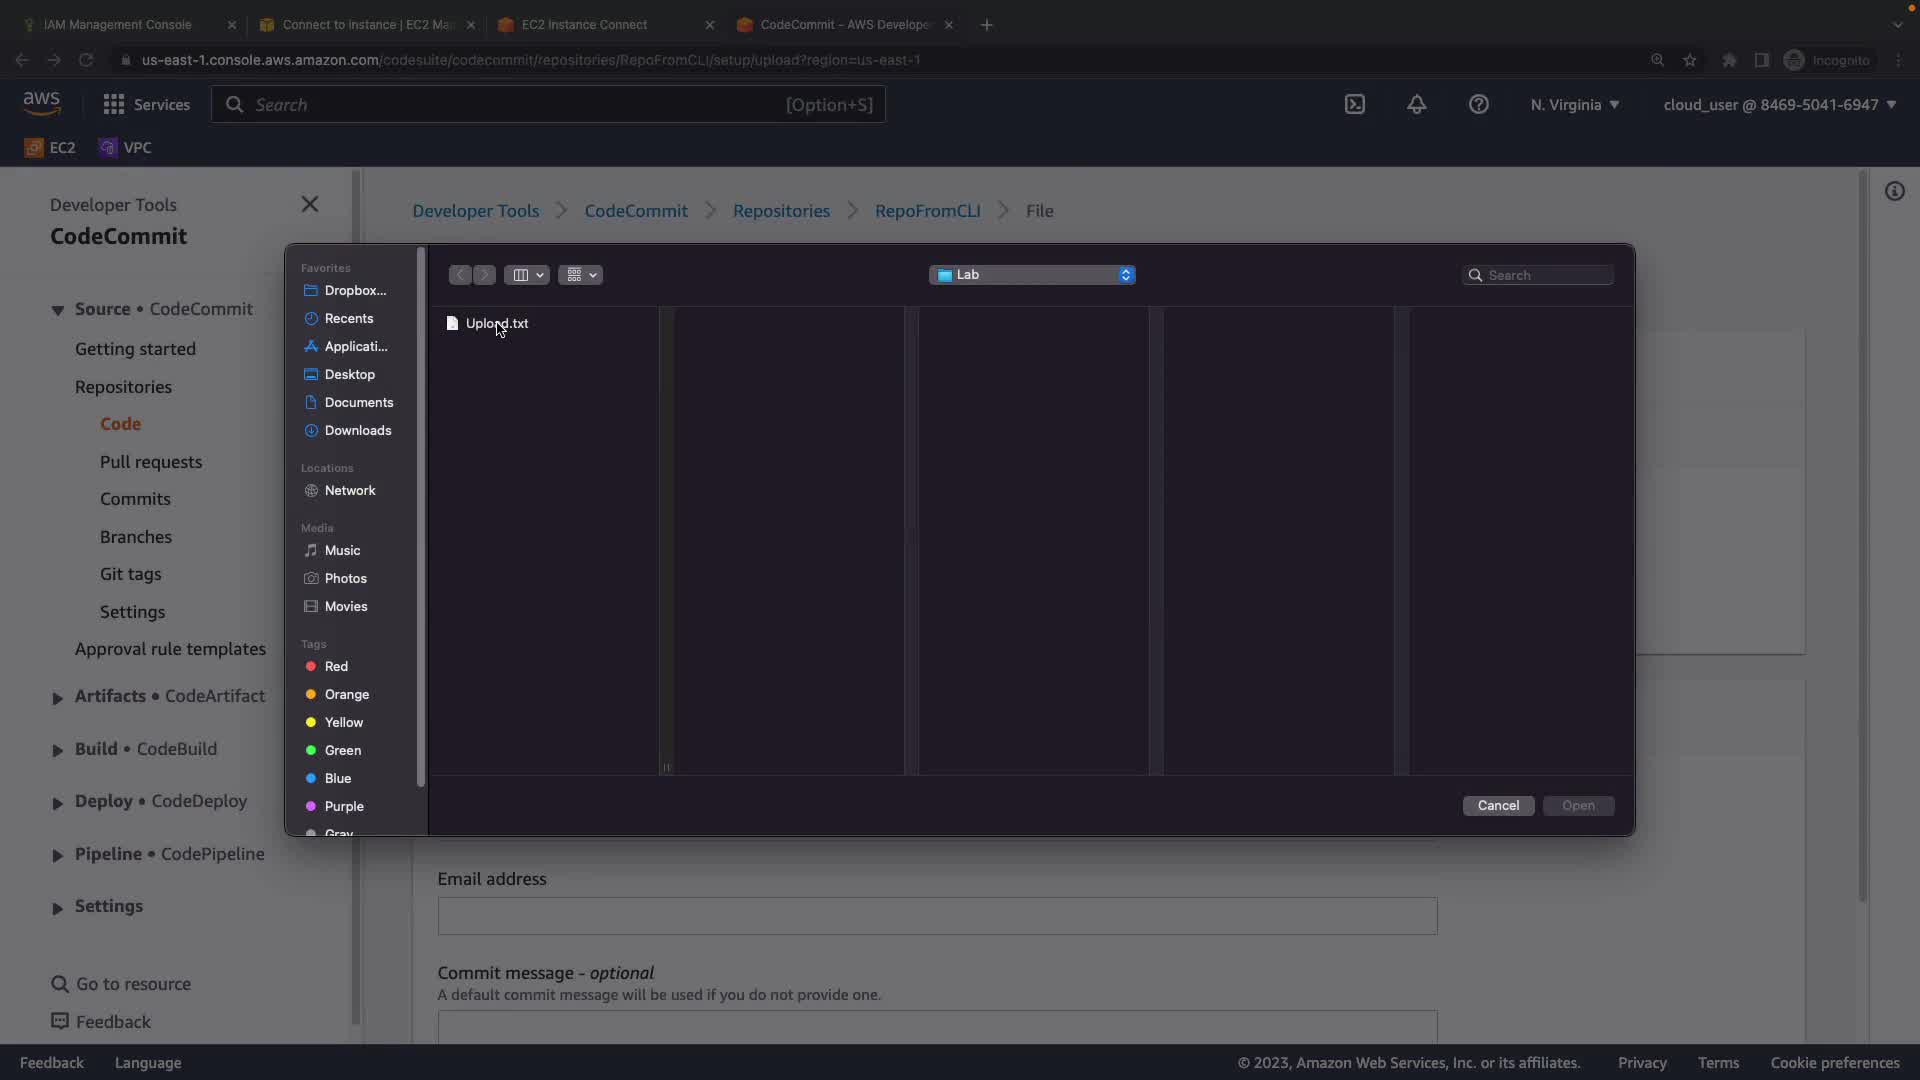 IAM Management Console
Connect to instance | EC2 Ma
EC2 Instance Connect
CodeCommit – AWS Develope
us-east-1.console.aws.amazon.com/codesuite/codecommit/repositories/RepoFromCLI/setup/upload?region=us-east-1
Incognito
aws
Services
Search
[Option+S]
N. Virginia
cloud_user @ 8469-5041-6947
EC2
VPC
Developer Tools
CodeCommit
Developer Tools
CodeCommit
Repositories
RepoFromCLI
File
Source • CodeCommit
Getting started
Repositories
Code
Pull requests
Commits
Branches
Git tags
Settings
Approval rule templates
Artifacts • CodeArtifact
Build • CodeBuild
Deploy • CodeDeploy
Pipeline • CodePipeline
Settings
Go to resource
Feedback
Favorites
Dropbox...
Recents
Applicati...
Desktop
Documents
Downloads
Locations
Network
Media
Music
Photos
Movies
Tags
Red
Orange
Yellow
Green
Blue
Purple
Gray
Lab
Search
Upload.txt
Cancel
Open
Email address
Commit message - optional
A default commit message will be used if you do not provide one.
Feedback
Language
© 2023, Amazon Web Services, Inc. or its affiliates.
Privacy
Terms
Cookie preferences